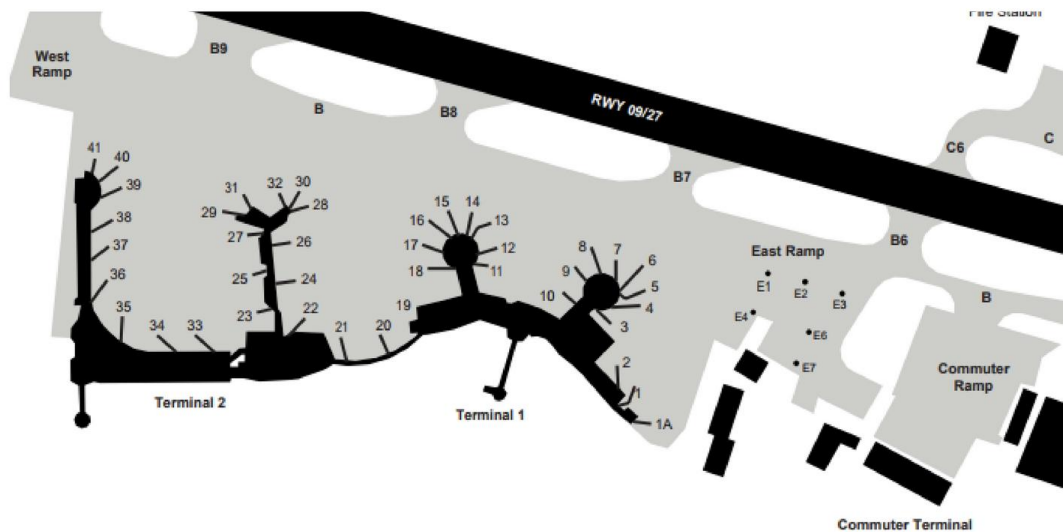 Fire Station
B9
West
Ramp
B
B8
RWY 09/27
C6
C
B7
B6
B
41
40
39
38
37
36
35
34
33
31
32
30
29
28
27
26
25
24
23
22
21
20
19
15
14
16
13
17
12
18
11
8
7
9
6
10
5
4
3
2
1
1A
East Ramp
E1
E2
E3
E4
E6
E7
Commuter
Ramp
Terminal 2
Terminal 1
Commuter Terminal